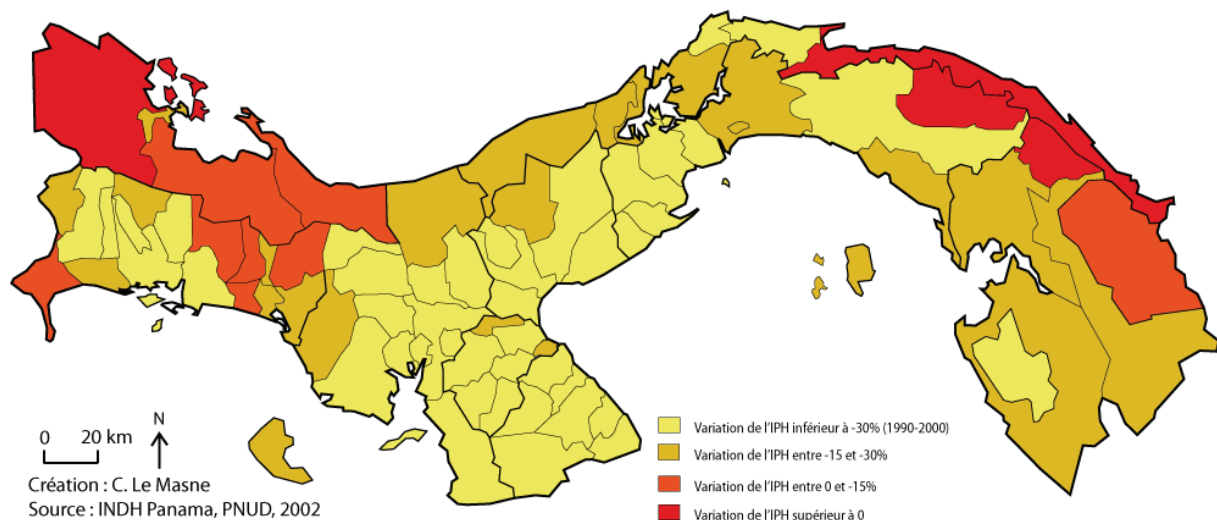 Variation de l'IPH inférieur à -30% (1990-2000)
Variation de l'IPH entre -15 et -30%
Variation de l'IPH entre 0 et -15%
Variation de l'IPH supérieur à 0
N
0 20 km
Création : C. Le Masne
Source : INDH Panama, PNUD, 2002